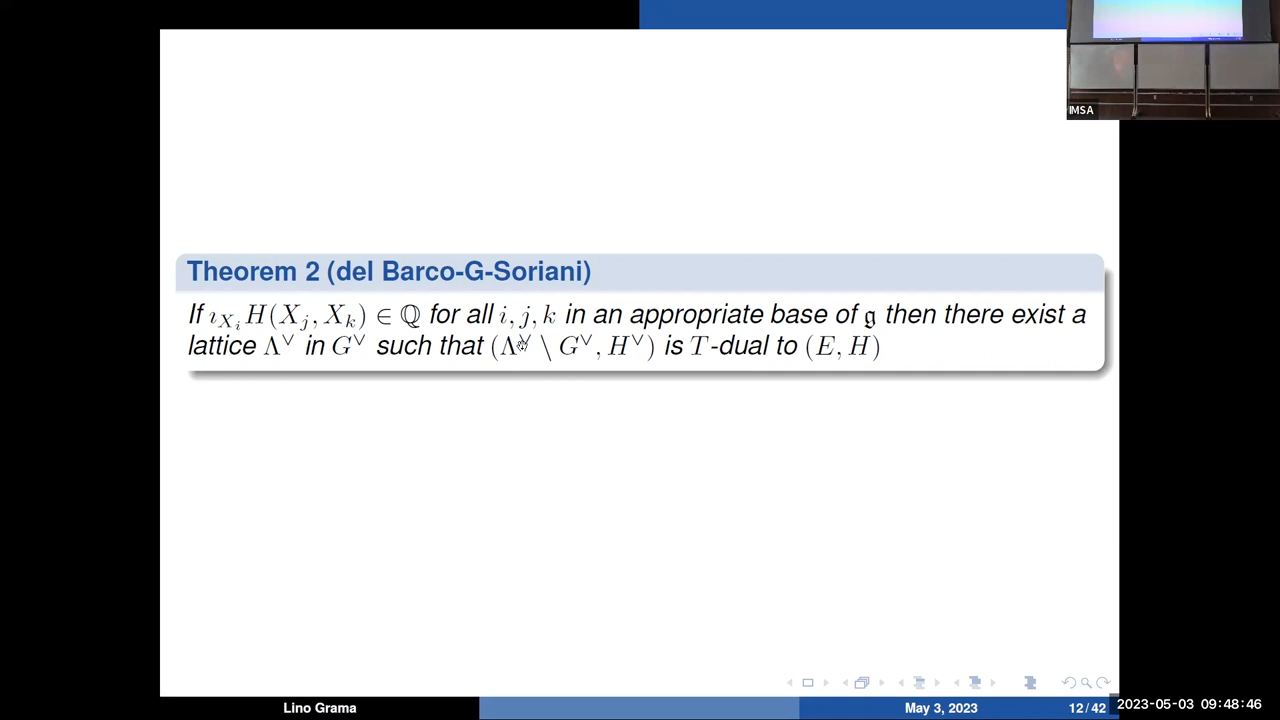 IMSA
Theorem 2 (del Barco-G-Soriani)
If ι_{X_i}H(X_j, X_k) ∈ ℚ for all i, j, k in an appropriate base of 𝔤 then there exist a
lattice Λ^∨ in G^∨ such that (Λ^∨ \ G^∨, H^∨) is T-dual to (E, H)
Lino Grama
May 3, 2023
12/42
2023-05-03 09:48:46